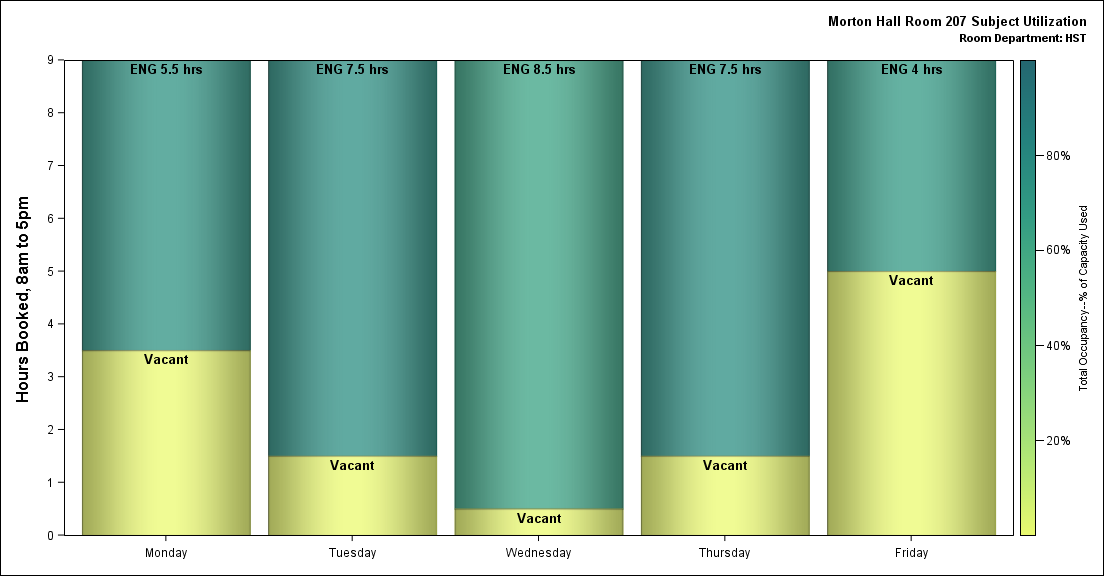 Morton Hall Room 207 Subject Utilization
Room Department: HST
Hours Booked, 8am to 5pm
9
8
7
6
5
4
3
2
1
0
ENG 5.5 hrs
ENG 7.5 hrs
ENG 8.5 hrs
ENG 7.5 hrs
ENG 4 hrs
Vacant
Vacant
Vacant
Vacant
Vacant
Monday
Tuesday
Wednesday
Thursday
Friday
80%
60%
40%
20%
Total Occupancy--% of Capacity Used